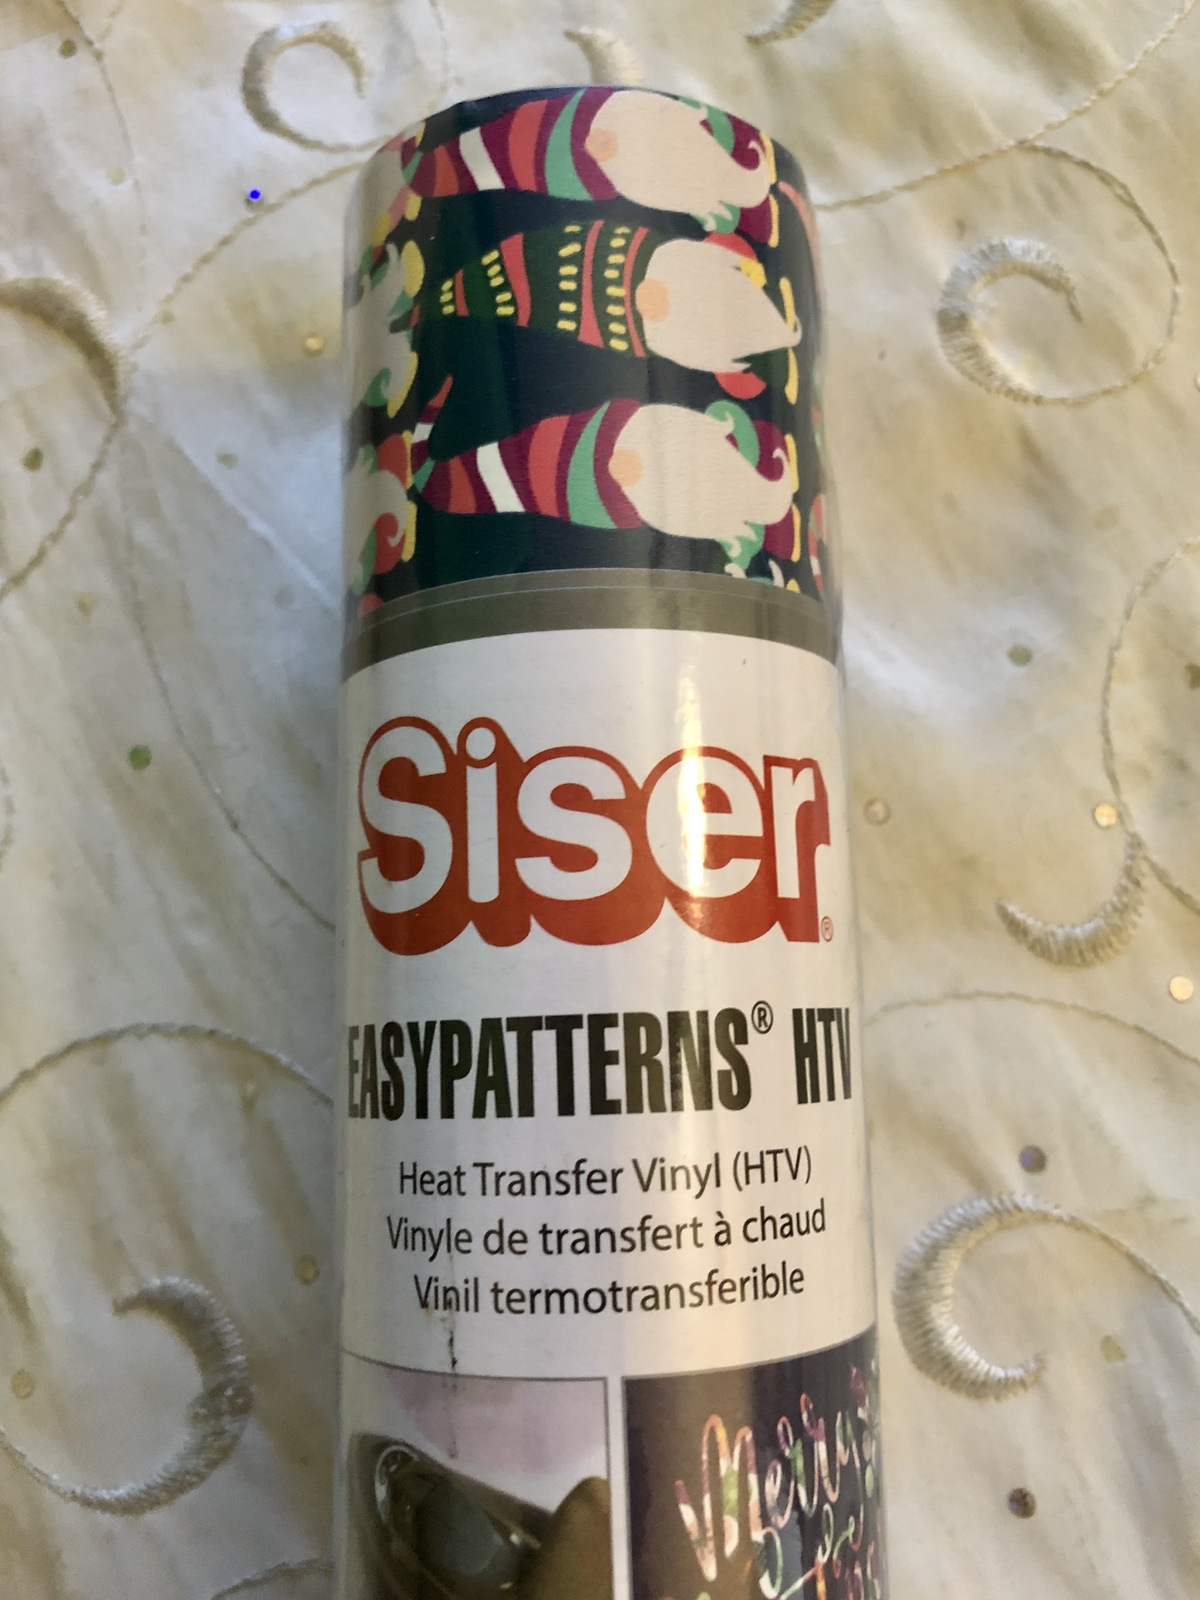 Siser®
EASYPATTERNS® HTV
Heat Transfer Vinyl (HTV)
Vinyle de transfert à chaud
Vinil termotransferible
Merry